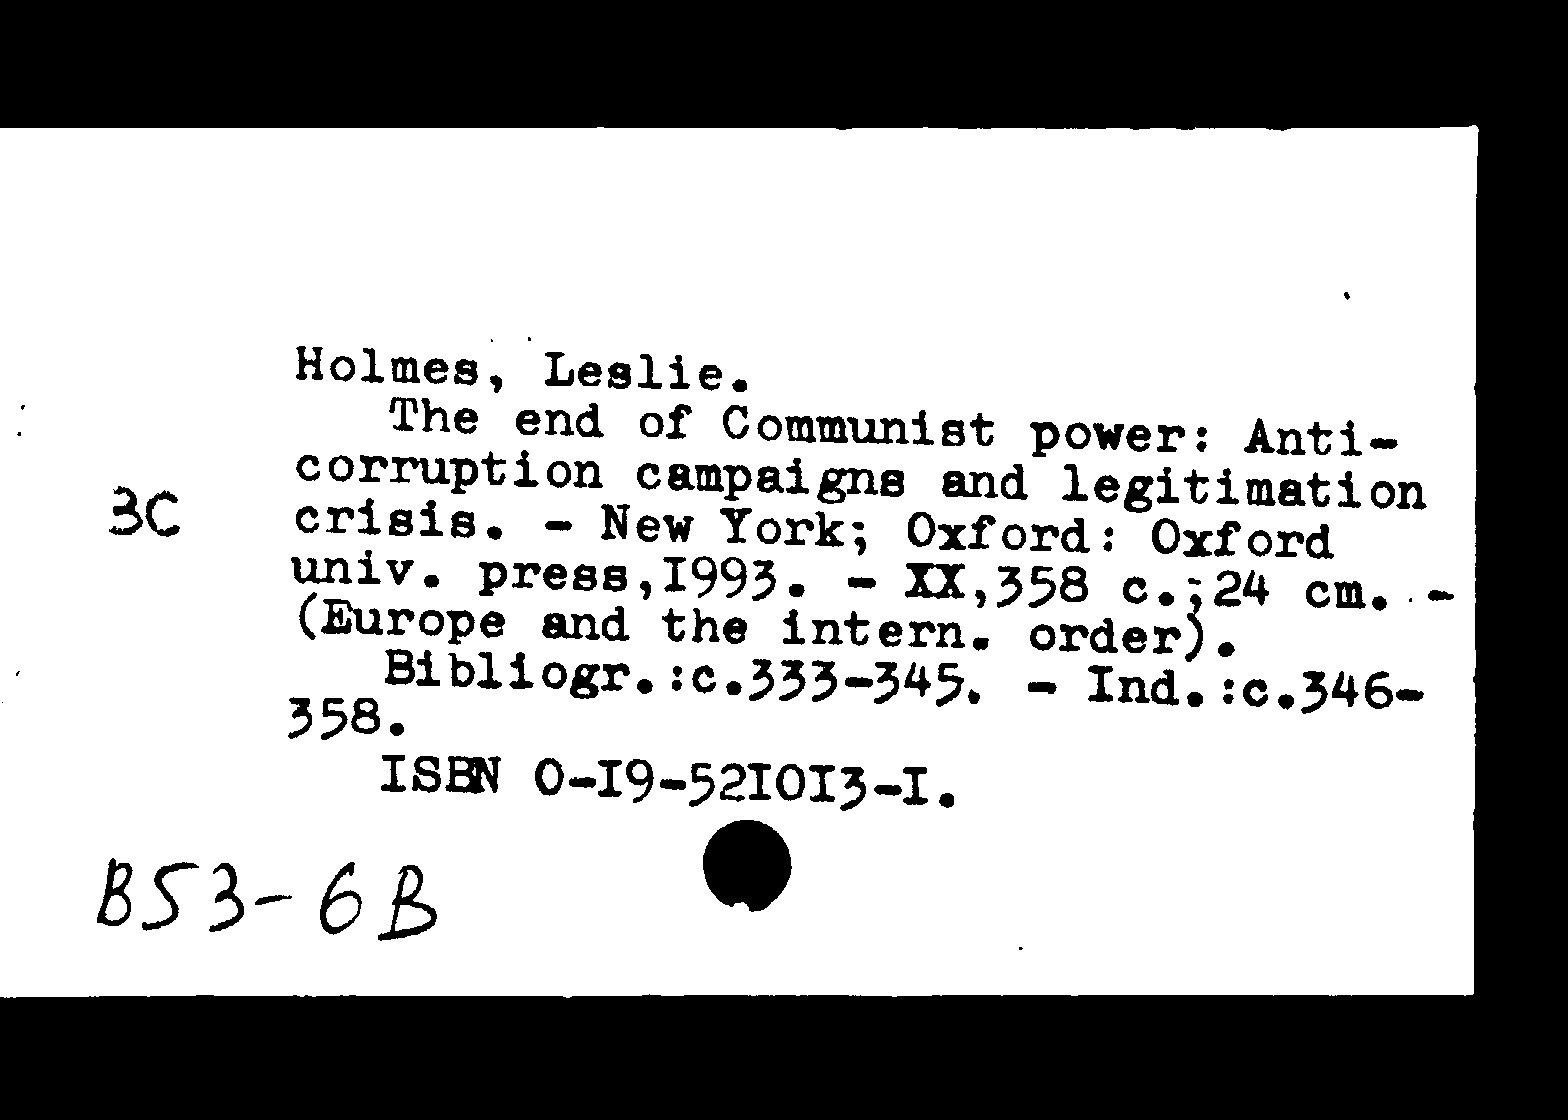 Holmes, Leslie.
The end of Communist power: Anti-
corruption campaigns and legitimation
3C
crisis. - New York; Oxford: Oxford
univ. press,I993. - XX,358 c.;24 cm. -
(Europe and the intern. order).
Bibliogr.:c.333-345. - Ind.:c.346-
358.
ISBN 0-I9-52I0I3-I.
B53-6B